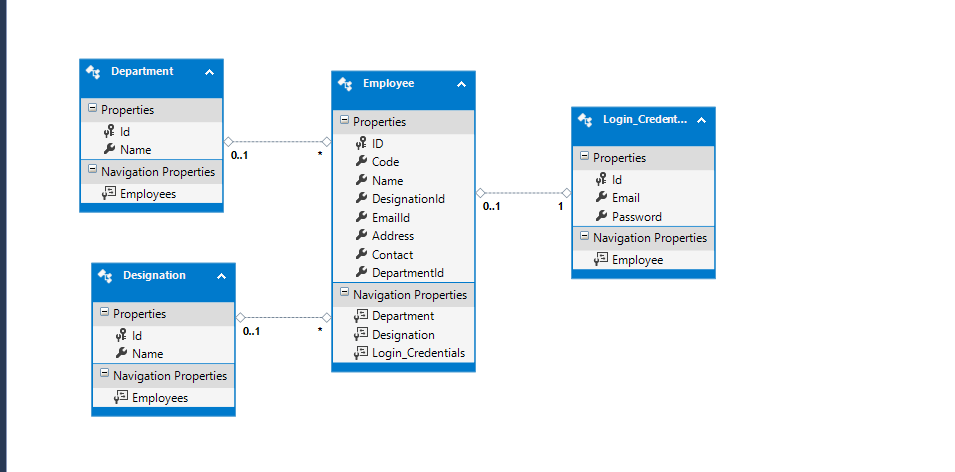 Department
Properties
Id
Name
Navigation Properties
Employees
0..1
*
Employee
Properties
ID
Code
Name
DesignationId
EmailId
Address
Contact
DepartmentId
Navigation Properties
Department
Designation
Login_Credentials
0..1
1
Login_Credent...
Properties
Id
Email
Password
Navigation Properties
Employee
Designation
Properties
Id
Name
Navigation Properties
Employees
0..1
*